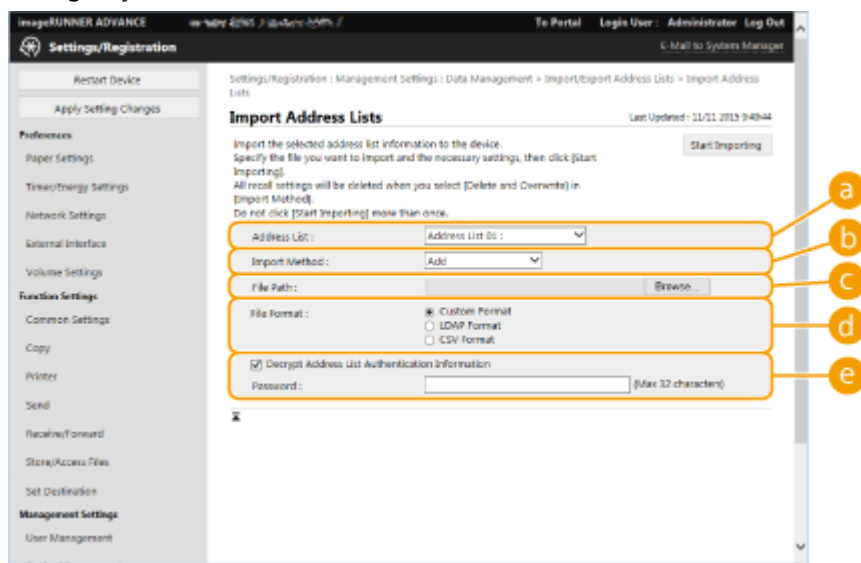 imageRUNNER ADVANCE
To Portal Login User : Administrator Log Out
Settings/Registration
E-Mail to System Manager
Restart Device
Apply Setting Changes
Preferences
Paper Settings
Timer/Energy Settings
Network Settings
External Interface
Volume Settings
Function Settings
Common Settings
Copy
Printer
Send
Receive/Forward
Store/Access Files
Set Destination
Management Settings
User Management
Settings/Registration : Management Settings : Data Management > Import/Export Address Lists > Import Address
Lists
Import Address Lists
Last Updated : 11/11 2015 9:49:44
Import the selected address list information to the device.
Specify the file you want to import and the necessary settings, then click [Start
Importing].
All recall settings will be deleted when you select [Delete and Overwrite] in
[Import Method].
Do not click [Start Importing] more than once.
Start Importing
Address List : Address List 01 :
a
Import Method : Add
b
File Path : Browse...
c
File Format : Custom Format
LDAP Format
CSV Format
d
Decrypt Address List Authentication Information
Password : (Max 32 characters)
e